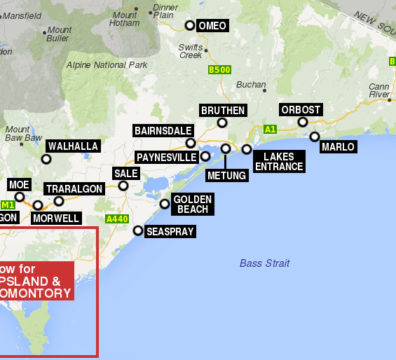 Mansfield
Mount
Buller
Mount
Hotham
Dinner
Plain
OMEO
NEW SOU
Swifts
Creek
Alpine National Park
B500
B
Buchan
Cann
River
BRUTHEN
ORBOST
A1
BAIRNSDALE
MARLO
Mount
Baw Baw
WALHALLA
PAYNESVILLE
LAKES
ENTRANCE
METUNG
SALE
MOE
TRARALGON
M1
GON
MORWELL
A440
GOLDEN
BEACH
SEASPRAY
ow for
PSLAND &
OMONTORY
Bass Strait